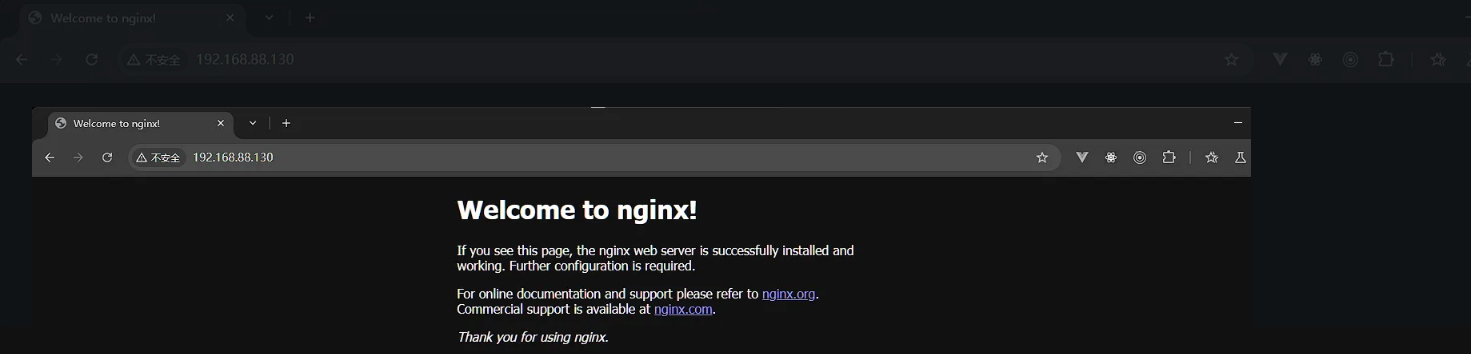 Welcome to nginx!
不安全 192.168.88.130
Welcome to nginx!
不安全 192.168.88.130
Welcome to nginx!
If you see this page, the nginx web server is successfully installed and
working. Further configuration is required.
For online documentation and support please refer to nginx.org.
Commercial support is available at nginx.com.
Thank you for using nginx.